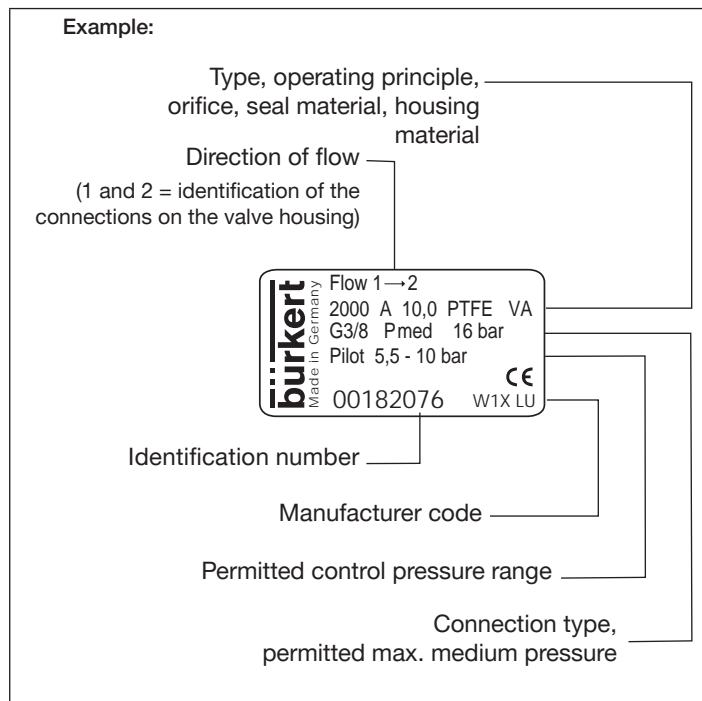 Example:
Type, operating principle,
orifice, seal material, housing
material
Direction of flow
(1 and 2 = identification of the
connections on the valve housing)
bürkert
Made in Germany
Flow 1→2
2000 A 10,0 PTFE VA
G3/8 Pmed 16 bar
Pilot 5,5 - 10 bar
CE
00182076 W1X LU
Identification number
Manufacturer code
Permitted control pressure range
Connection type,
permitted max. medium pressure